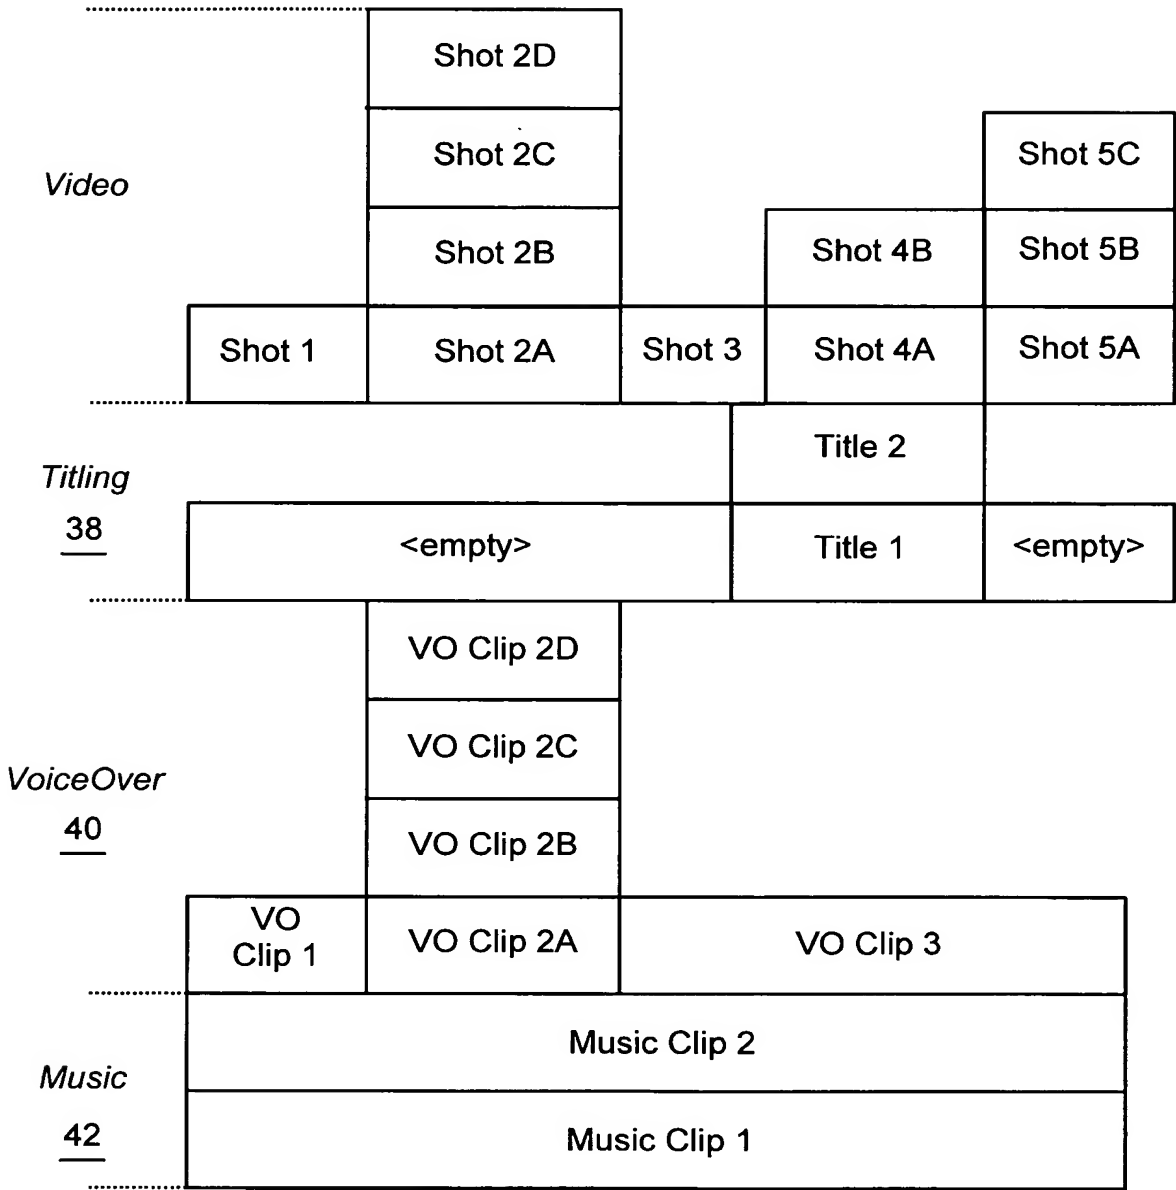 Shot 2D
Shot 2C
Shot 5C
Video
Shot 2B
Shot 4B
Shot 5B
Shot 1
Shot 2A
Shot 3
Shot 4A
Shot 5A
Title 2
Titling
38
<empty>
Title 1
<empty>
VO Clip 2D
VO Clip 2C
VoiceOver
40
VO Clip 2B
VO
Clip 1
VO Clip 2A
VO Clip 3
Music Clip 2
Music
42
Music Clip 1